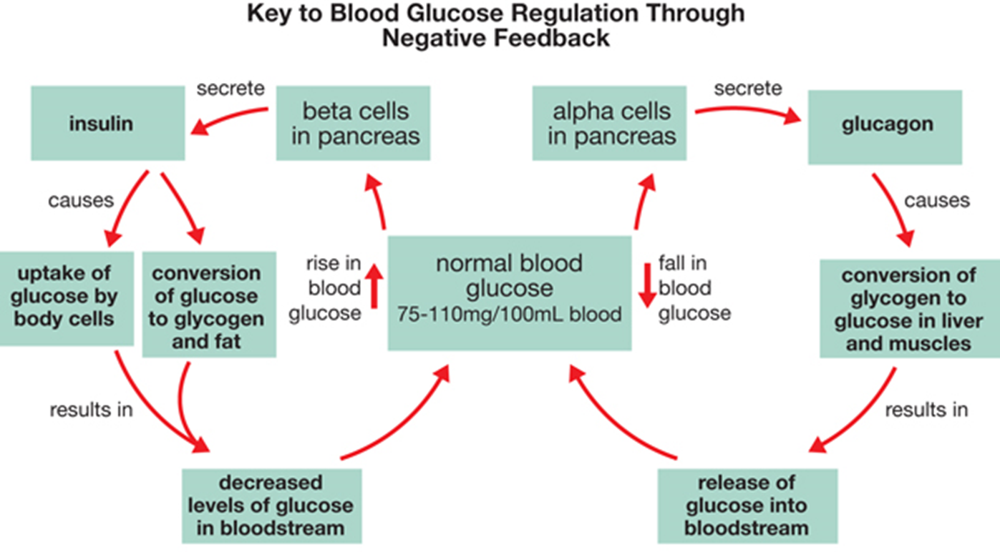 Key to Blood Glucose Regulation Through
Negative Feedback
insulin
secrete
beta cells
in pancreas
alpha cells
in pancreas
secrete
glucagon
causes
causes
uptake of
glucose by
body cells
conversion
of glucose
to glycogen
and fat
rise in
blood
glucose
normal blood
glucose
75-110mg/100mL blood
fall in
blood
glucose
conversion of
glycogen to
glucose in liver
and muscles
results in
results in
decreased
levels of glucose
in bloodstream
release of
glucose into
bloodstream